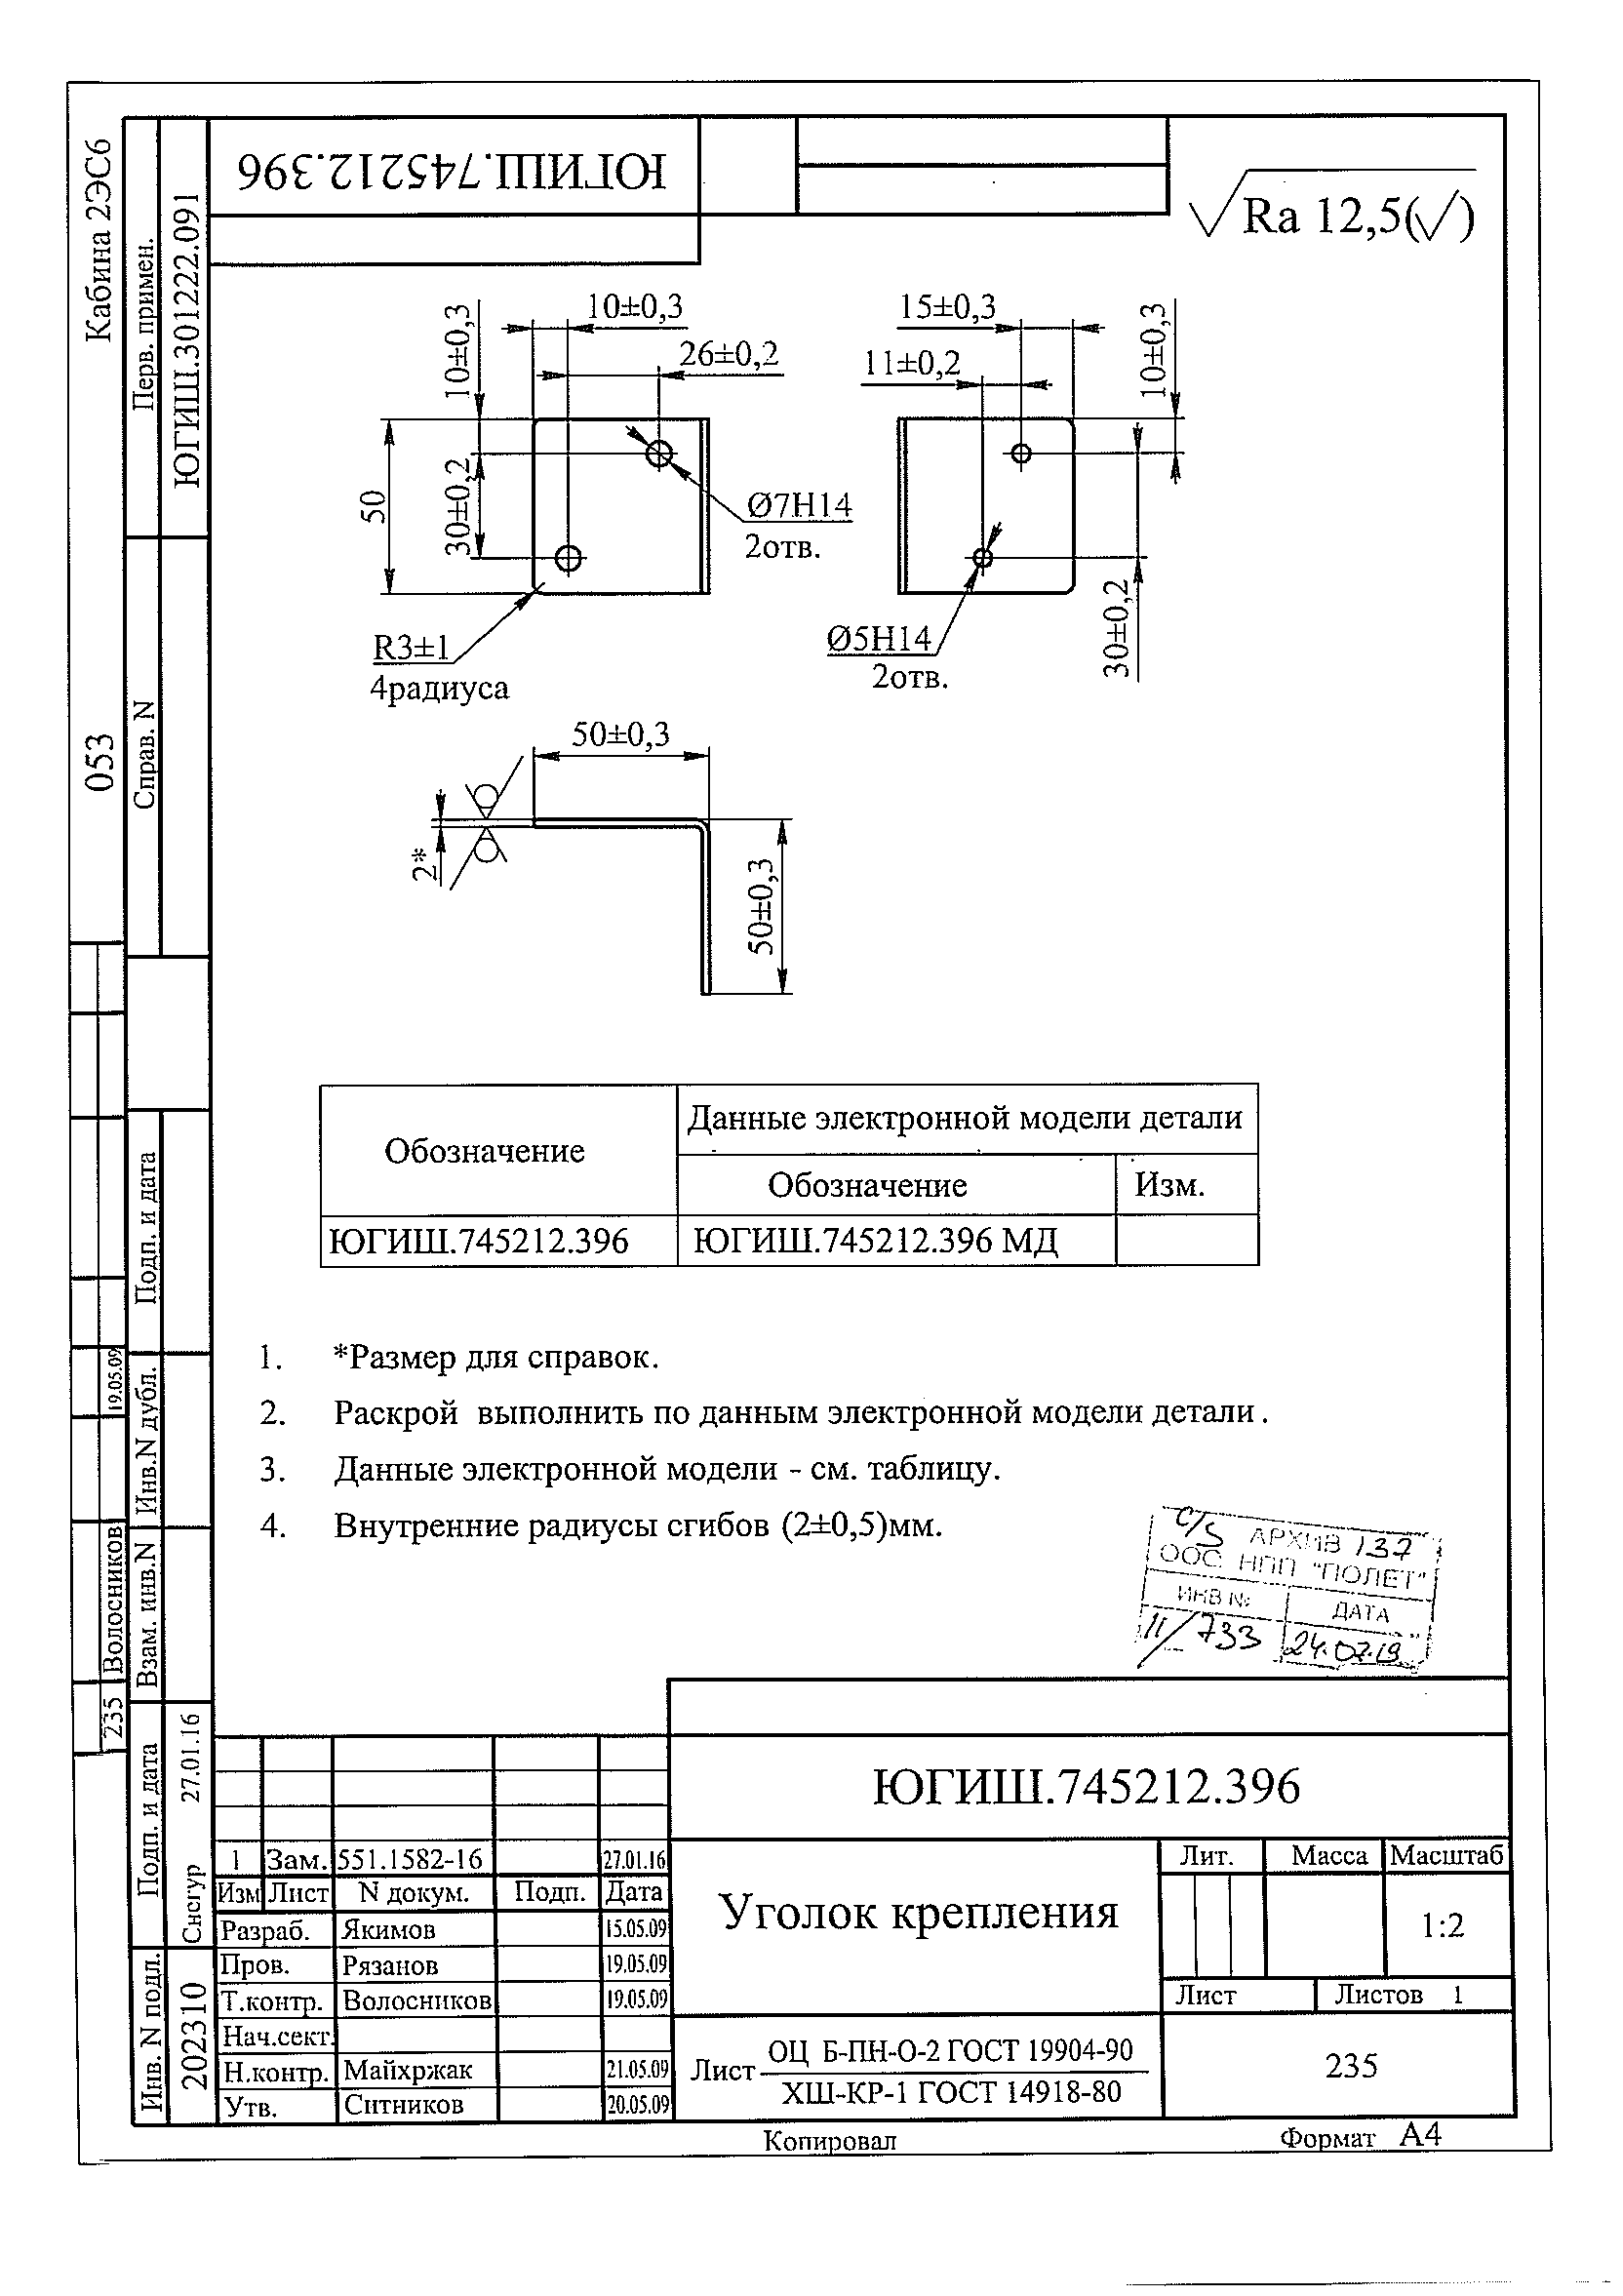 ЮГИШ.745212.396
√Ra 12,5(√)
Кабина 2ЭС6
Перв. примен.
ЮГИШ.301222.091
053
Справ. N
10±0,3
10±0,3
26±0,2
50
30±0,2
Ø7H14
2отв.
R3±1
4радиуса
15±0,3
11±0,2
10±0,3
30±0,2
Ø5H14
2отв.
50±0,3
2*
50±0,3
Обозначение
Данные электронной модели детали
Обозначение
Изм.
ЮГИШ.745212.396
ЮГИШ.745212.396 МД
1. *Размер для справок.
2. Раскрой выполнить по данным электронной модели детали.
3. Данные электронной модели - см. таблицу.
4. Внутренние радиусы сгибов (2±0,5)мм.
АРХИВ 137
ООО НПП "ПОЛЕТ"
ИНВ № ДАТА
11/733 24.07.19
Подп. и дата
Инв.N дубл.
19.05.09
Взам. инв.N
Волосников
235
Подп. и дата
27.01.16
Снегур
Инв. N подл.
202310
ЮГИШ.745212.396
1 Зам. 551.1582-16 27.01.16
Изм Лист N докум. Подп. Дата
Разраб. Якимов 15.05.09
Пров. Рязанов 19.05.09
Т.контр. Волосников 19.05.09
Нач.сект.
Н.контр. Майхржак 21.05.09
Утв. Ситников 20.05.09
Уголок крепления
Лит. Масса Масштаб
1:2
Лист Листов 1
Лист ОЦ Б-ПН-О-2 ГОСТ 19904-90
ХШ-КР-1 ГОСТ 14918-80
235
Копировал
Формат А4